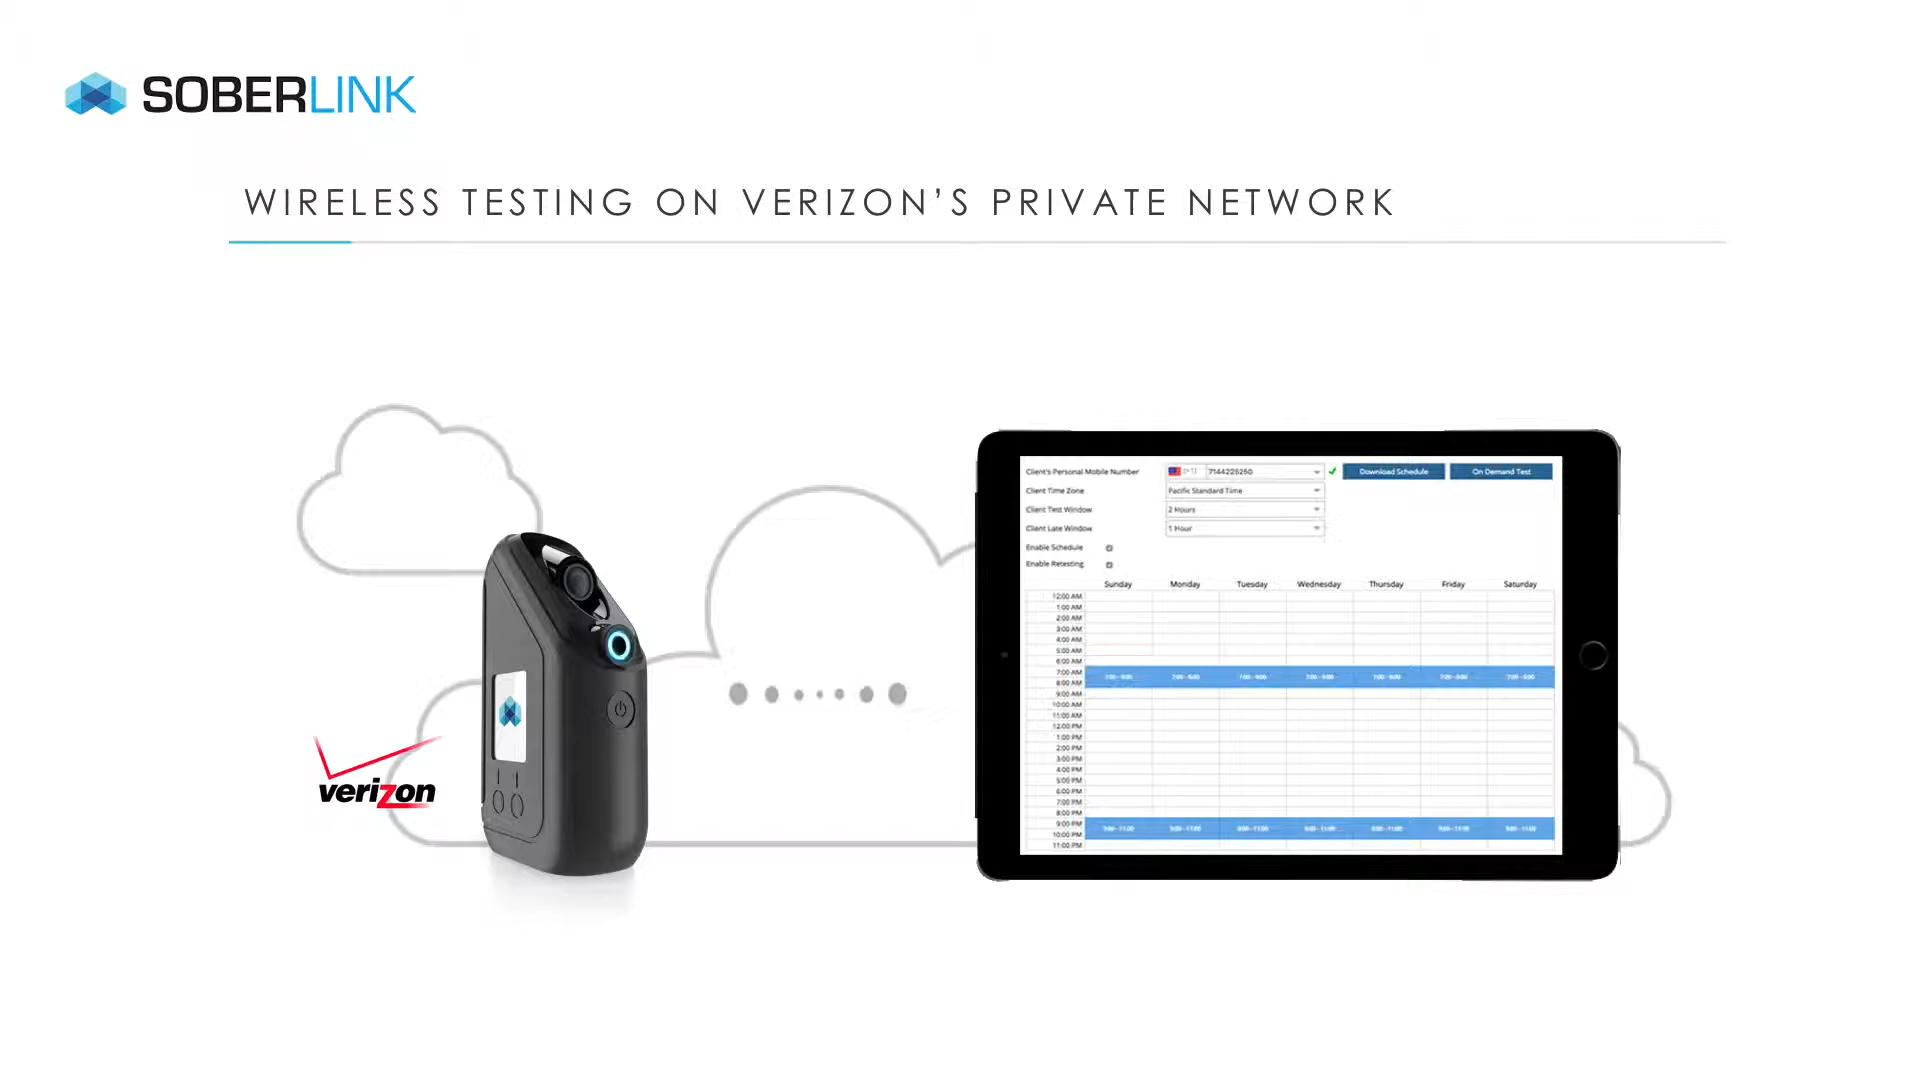 SOBERLINK
WIRELESS TESTING ON VERIZON'S PRIVATE NETWORK
Client's Personal Mobile Number 7144225250 Download Schedule On Demand Test
Client Time Zone Pacific Standard Time
Client Test Window 2 Hours
Client Late Window 1 Hour
Enable Schedule
Enable Retesting
Sunday Monday Tuesday Wednesday Thursday Friday Saturday
12:00 AM
1:00 AM
2:00 AM
3:00 AM
4:00 AM
5:00 AM
6:00 AM
7:00 AM
8:00 AM
9:00 AM
10:00 AM
11:00 AM
12:00 PM
1:00 PM
2:00 PM
3:00 PM
4:00 PM
5:00 PM
6:00 PM
7:00 PM
8:00 PM
9:00 PM
10:00 PM
11:00 PM
verizon